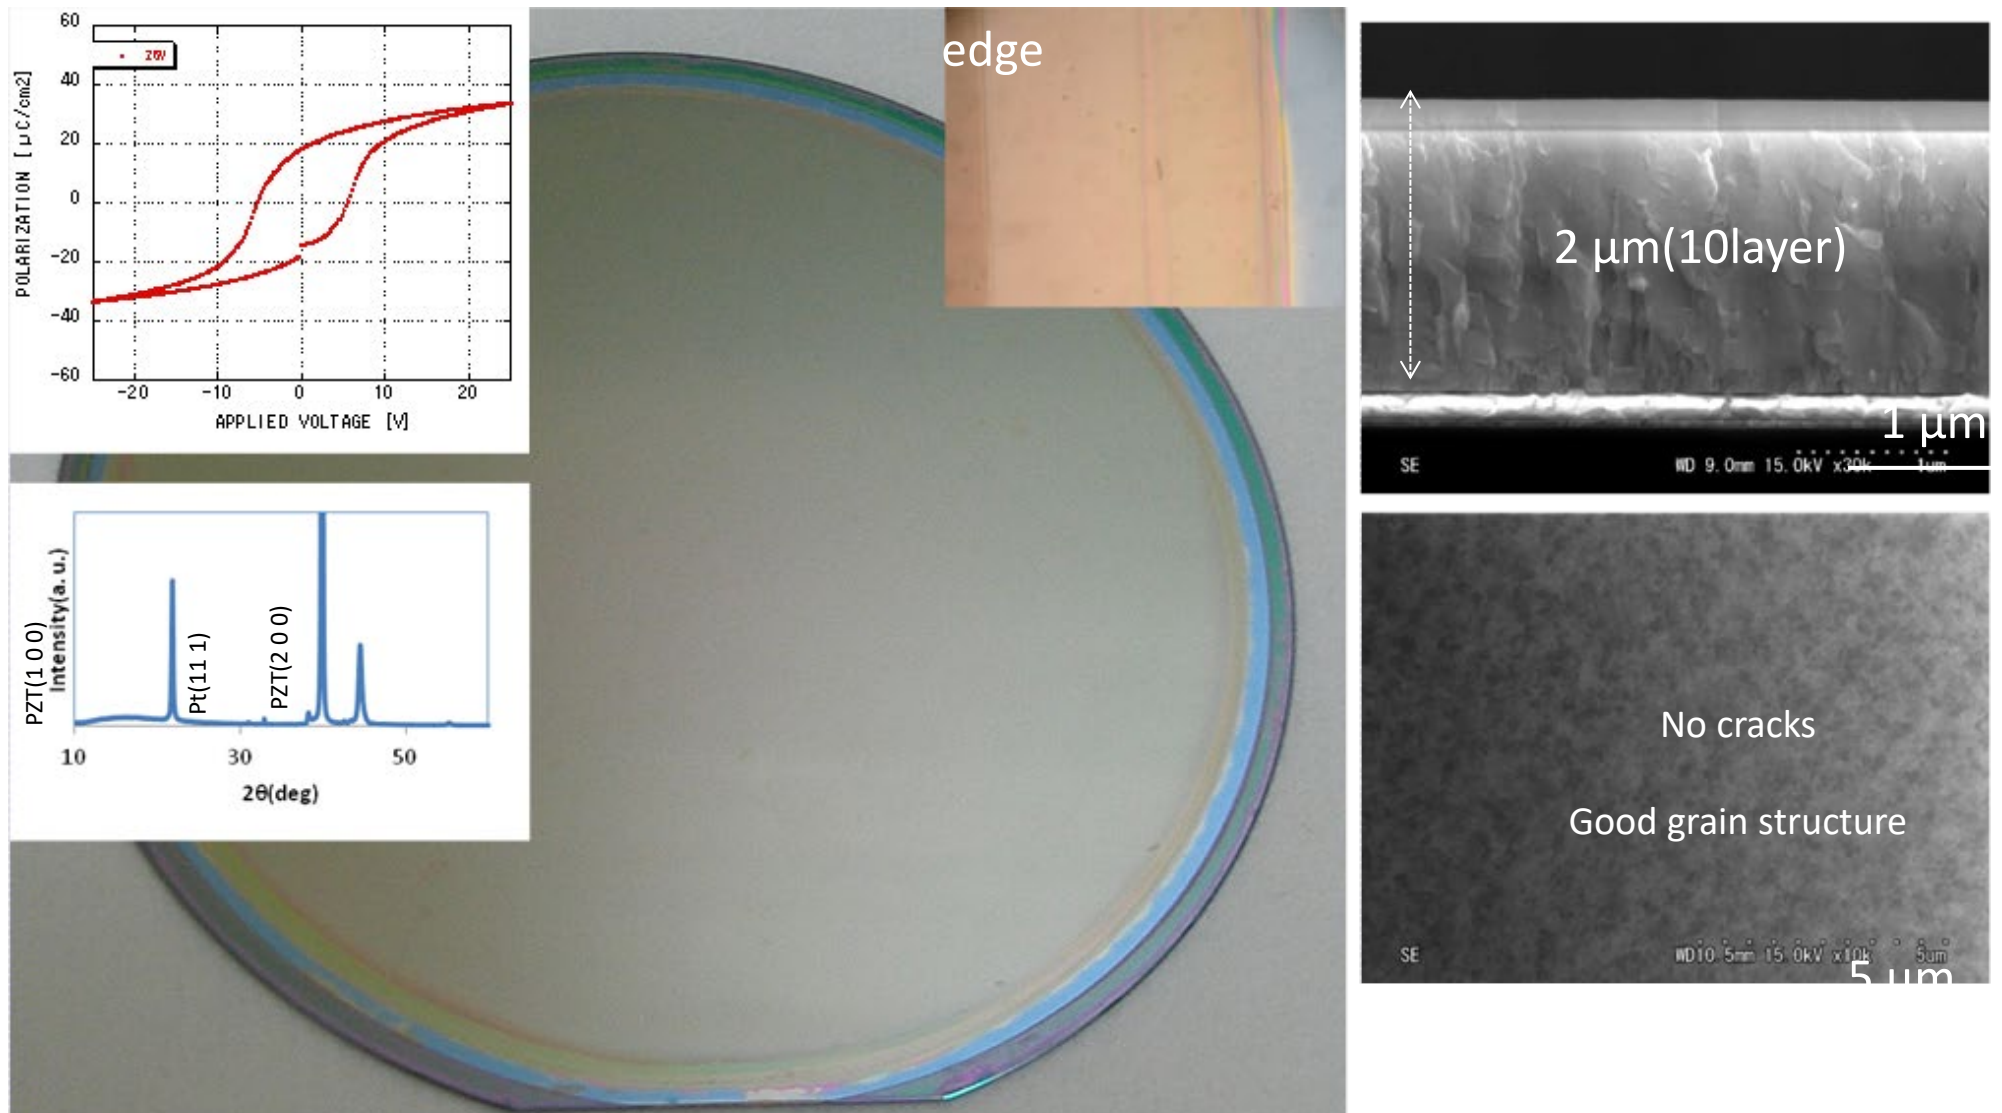 60
40
20
0
−20
−40
−60
POLARIZATION [ μC/cm2]
−20 −10 0 10 20
APPLIED VOLTAGE [V]
edge
PZT(1 0 0)
Intensity(a. u.)
Pt(11 1)
PZT(2 0 0)
10 30 50
2θ(deg)
2 μm(10layer)
1 μm
SE WD 9.0mm 15.0kV x30k 1um
No cracks
Good grain structure
SE WD10.5mm 15.0kV x10k 5um
5 μm